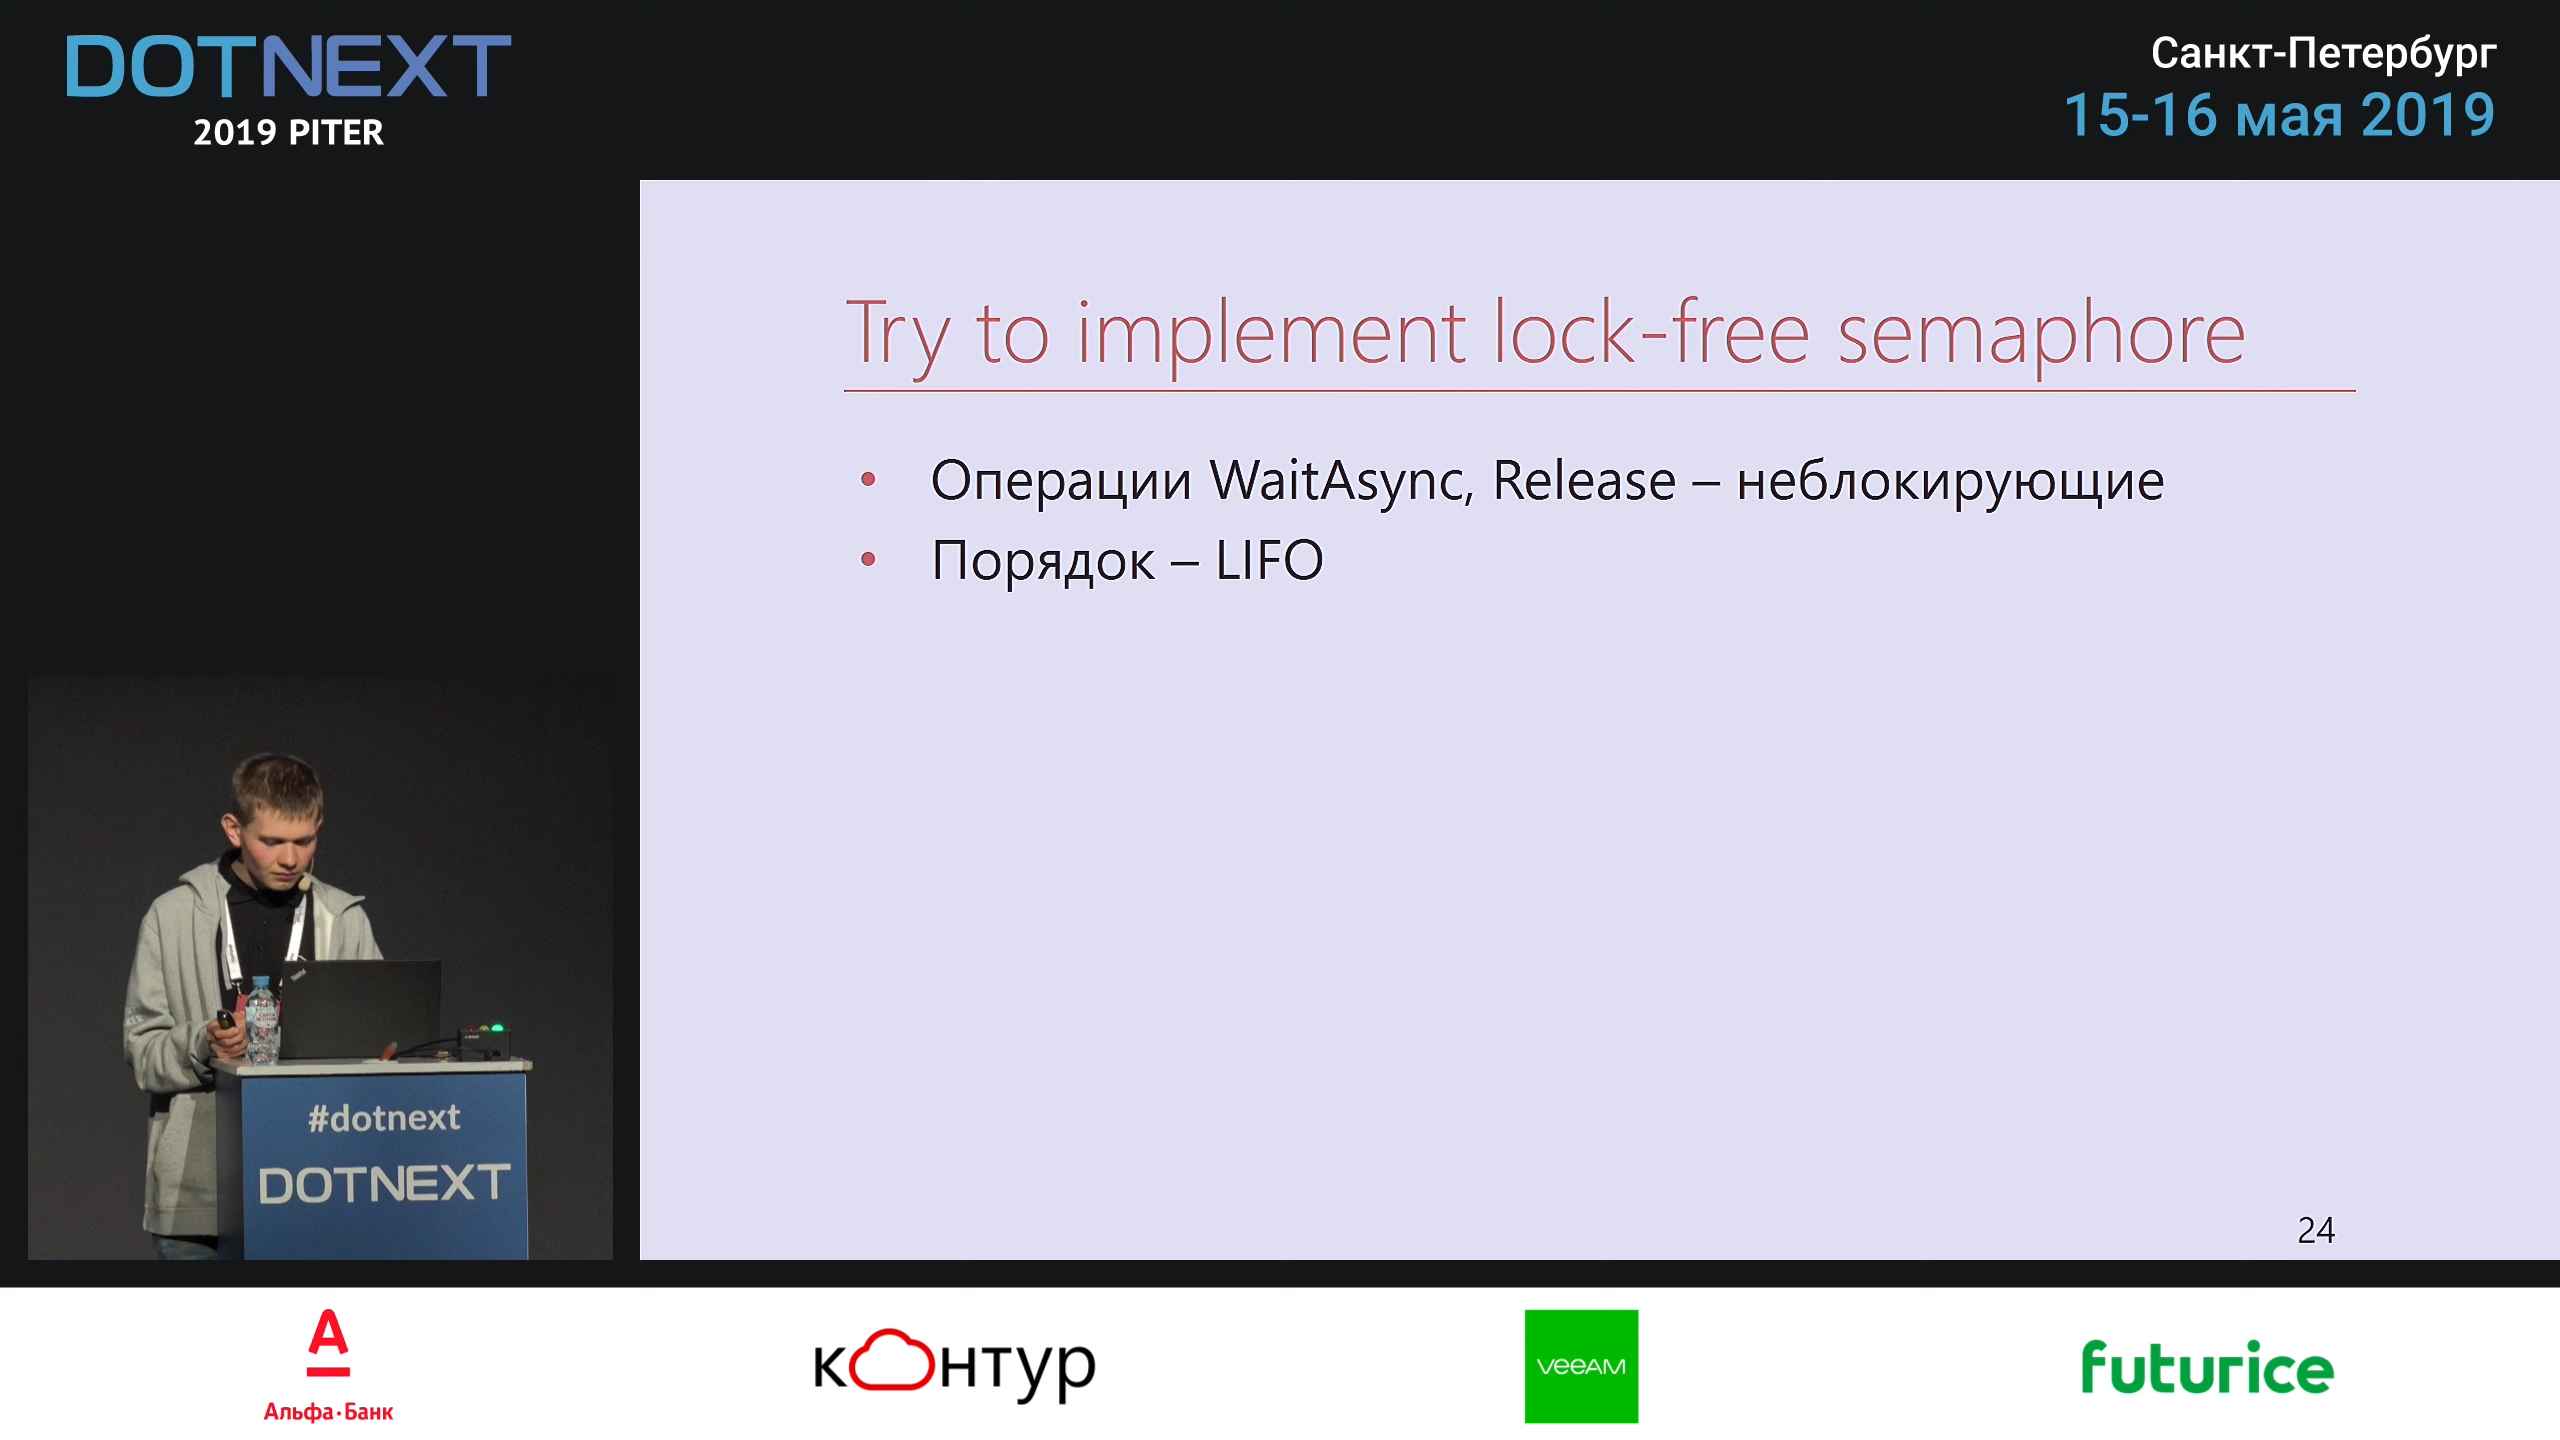 DOTNEXT
2019 PITER
Санкт-Петербург
15-16 мая 2019
Try to implement lock-free semaphore
• Операции WaitAsync, Release – неблокирующие
• Порядок – LIFO
24
#dotnext
DOTNEXT
Альфа·Банк
контур
veeam
futurice